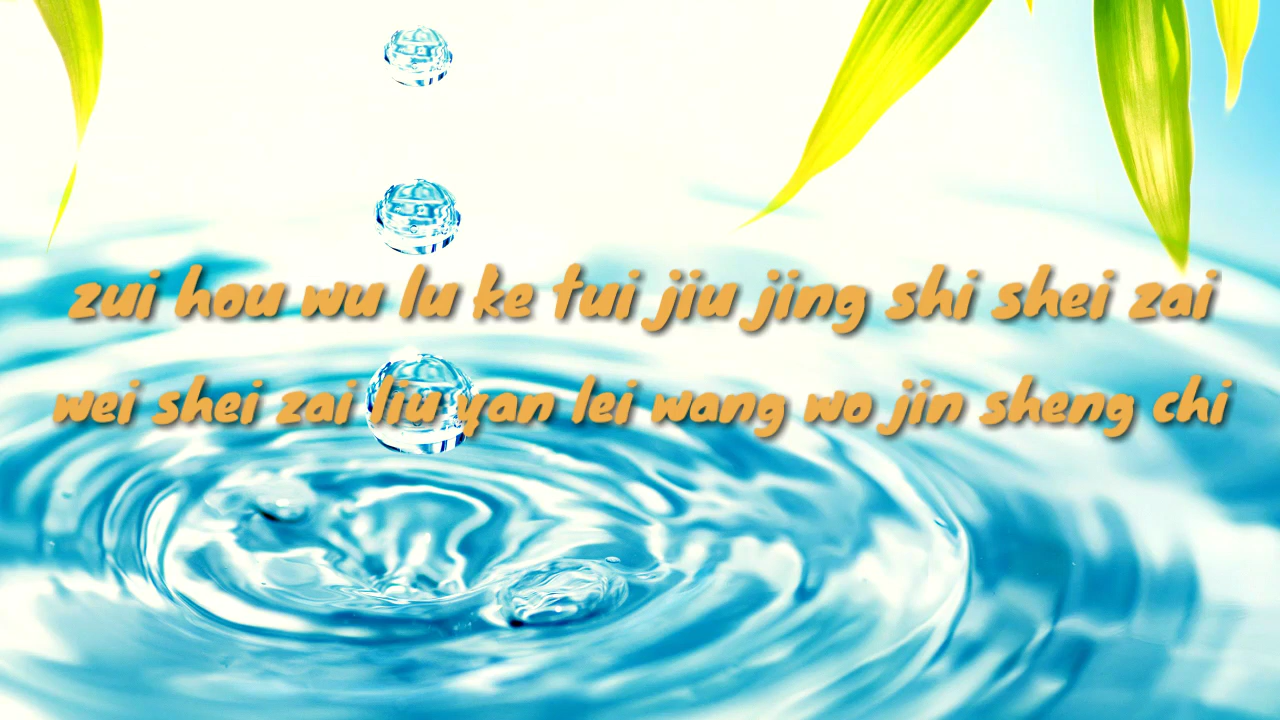 zui hou wu lu ke tui jiu jing shi shei zai
wei shei zai liu yan lei wang wo jin sheng chi